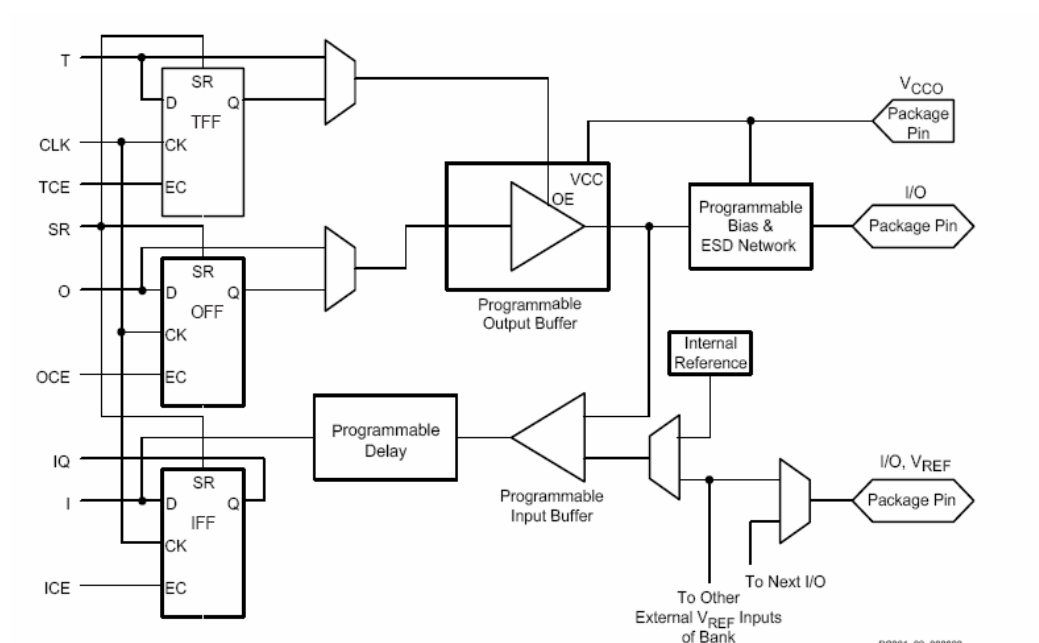 T
SR
D
Q
TFF
CK
EC
CLK
TCE
SR
VCCO
Package
Pin
VCC
OE
Programmable
Output Buffer
Programmable
Bias &
ESD Network
I/O
Package Pin
O
SR
D
Q
OFF
CK
EC
OCE
Internal
Reference
Programmable
Delay
Programmable
Input Buffer
IQ
I
SR
D
Q
IFF
CK
EC
ICE
I/O, VREF
Package Pin
To Next I/O
To Other
External VREF Inputs
of Bank